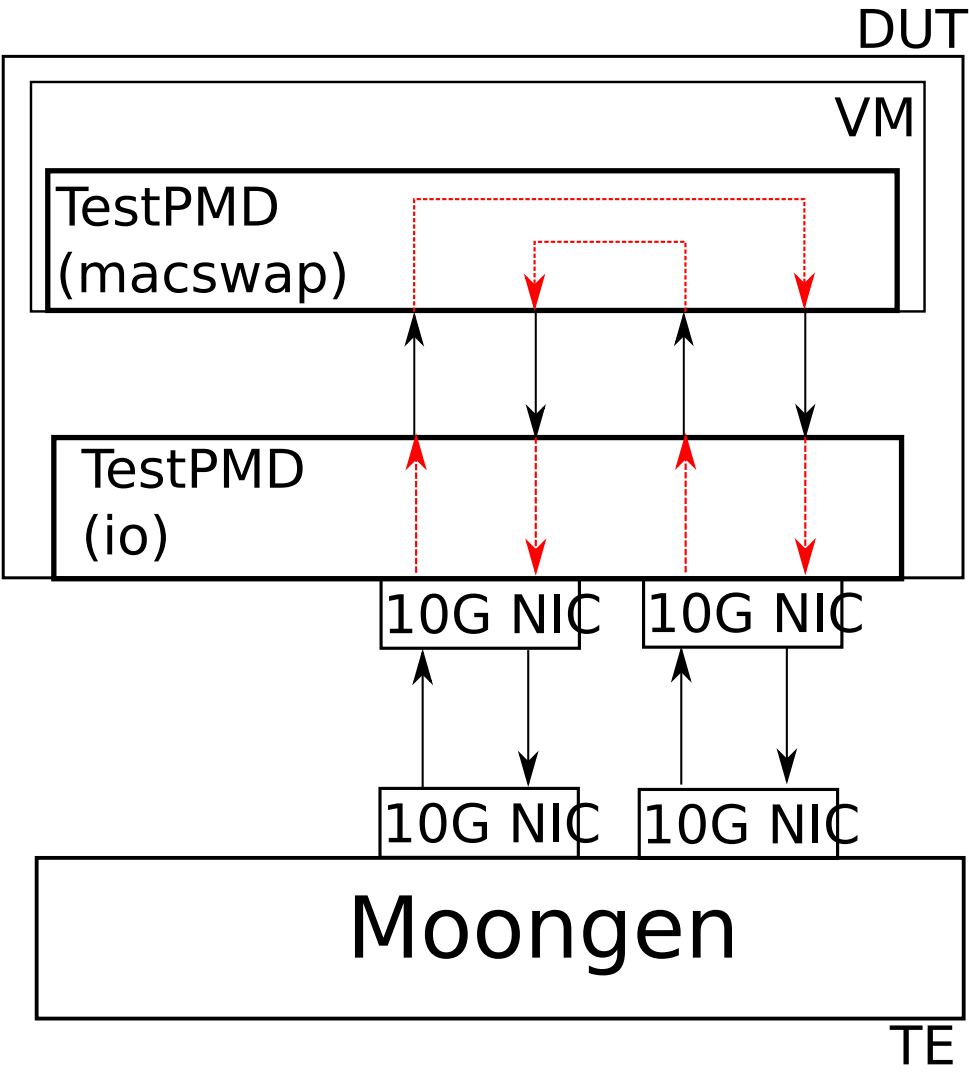 DUT
VM
TestPMD
(macswap)
TestPMD
(io)
10G NIC
10G NIC
10G NIC
10G NIC
Moongen
TE